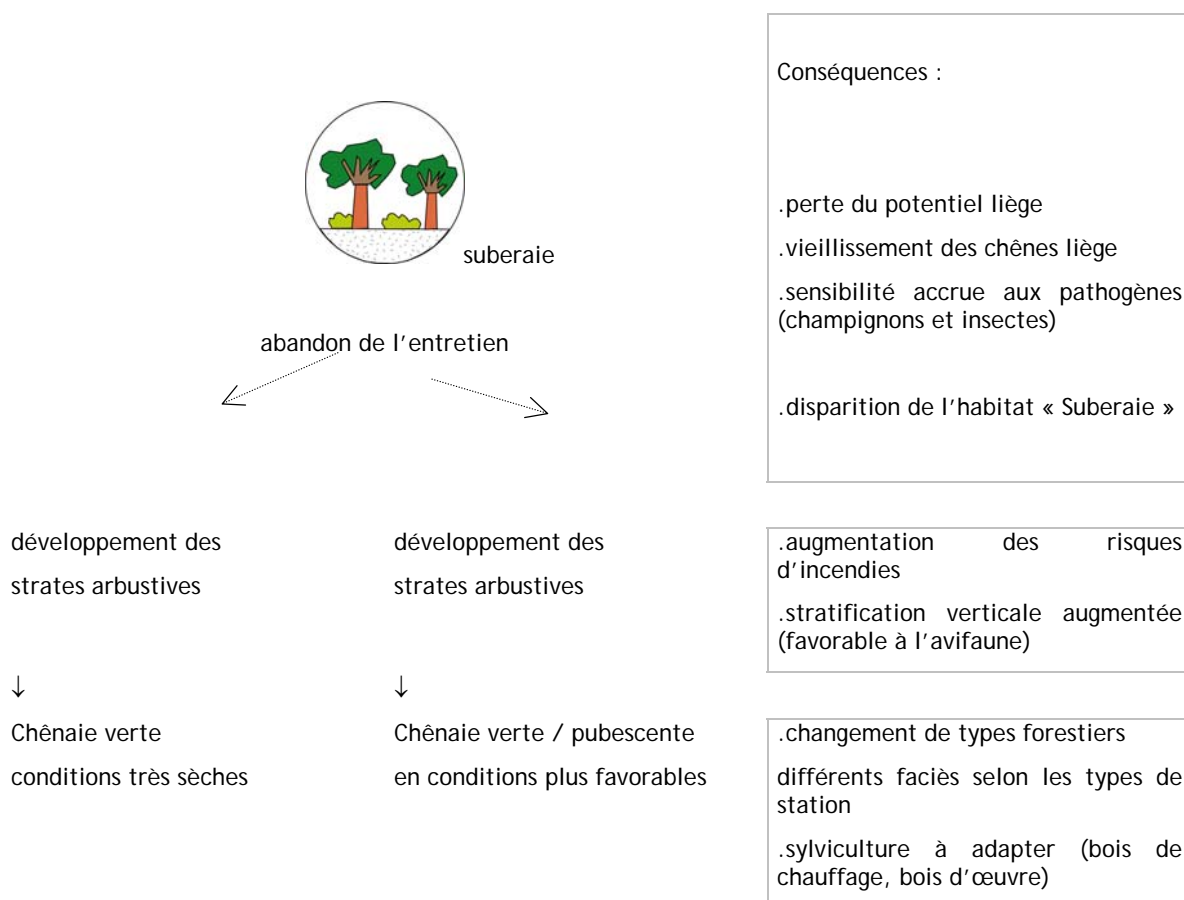 Conséquences :
suberaie
.perte du potentiel liège
.vieillissement des chênes liège
.sensibilité accrue aux pathogènes
(champignons et insectes)
abandon de l'entretien
.disparition de l'habitat « Suberaie »
développement des
strates arbustives
développement des
strates arbustives
.augmentation des risques
d'incendies
.stratification verticale augmentée
(favorable à l'avifaune)
↓
Chênaie verte
conditions très sèches
↓
Chênaie verte / pubescente
en conditions plus favorables
.changement de types forestiers
différents faciès selon les types de
station
.sylviculture à adapter (bois de
chauffage, bois d'œuvre)